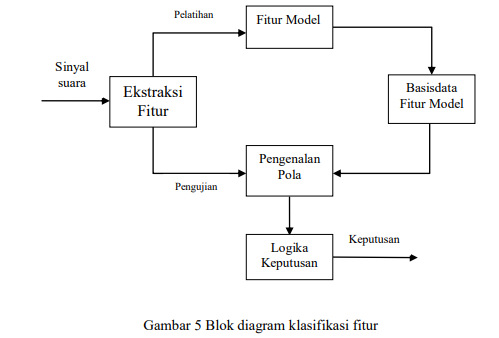 Pelatihan
Fitur Model
Sinyal
suara
Ekstraksi
Fitur
Basisdata
Fitur Model
Pengenalan
Pola
Pengujian
Logika
Keputusan
Keputusan
Gambar 5 Blok diagram klasifikasi fitur